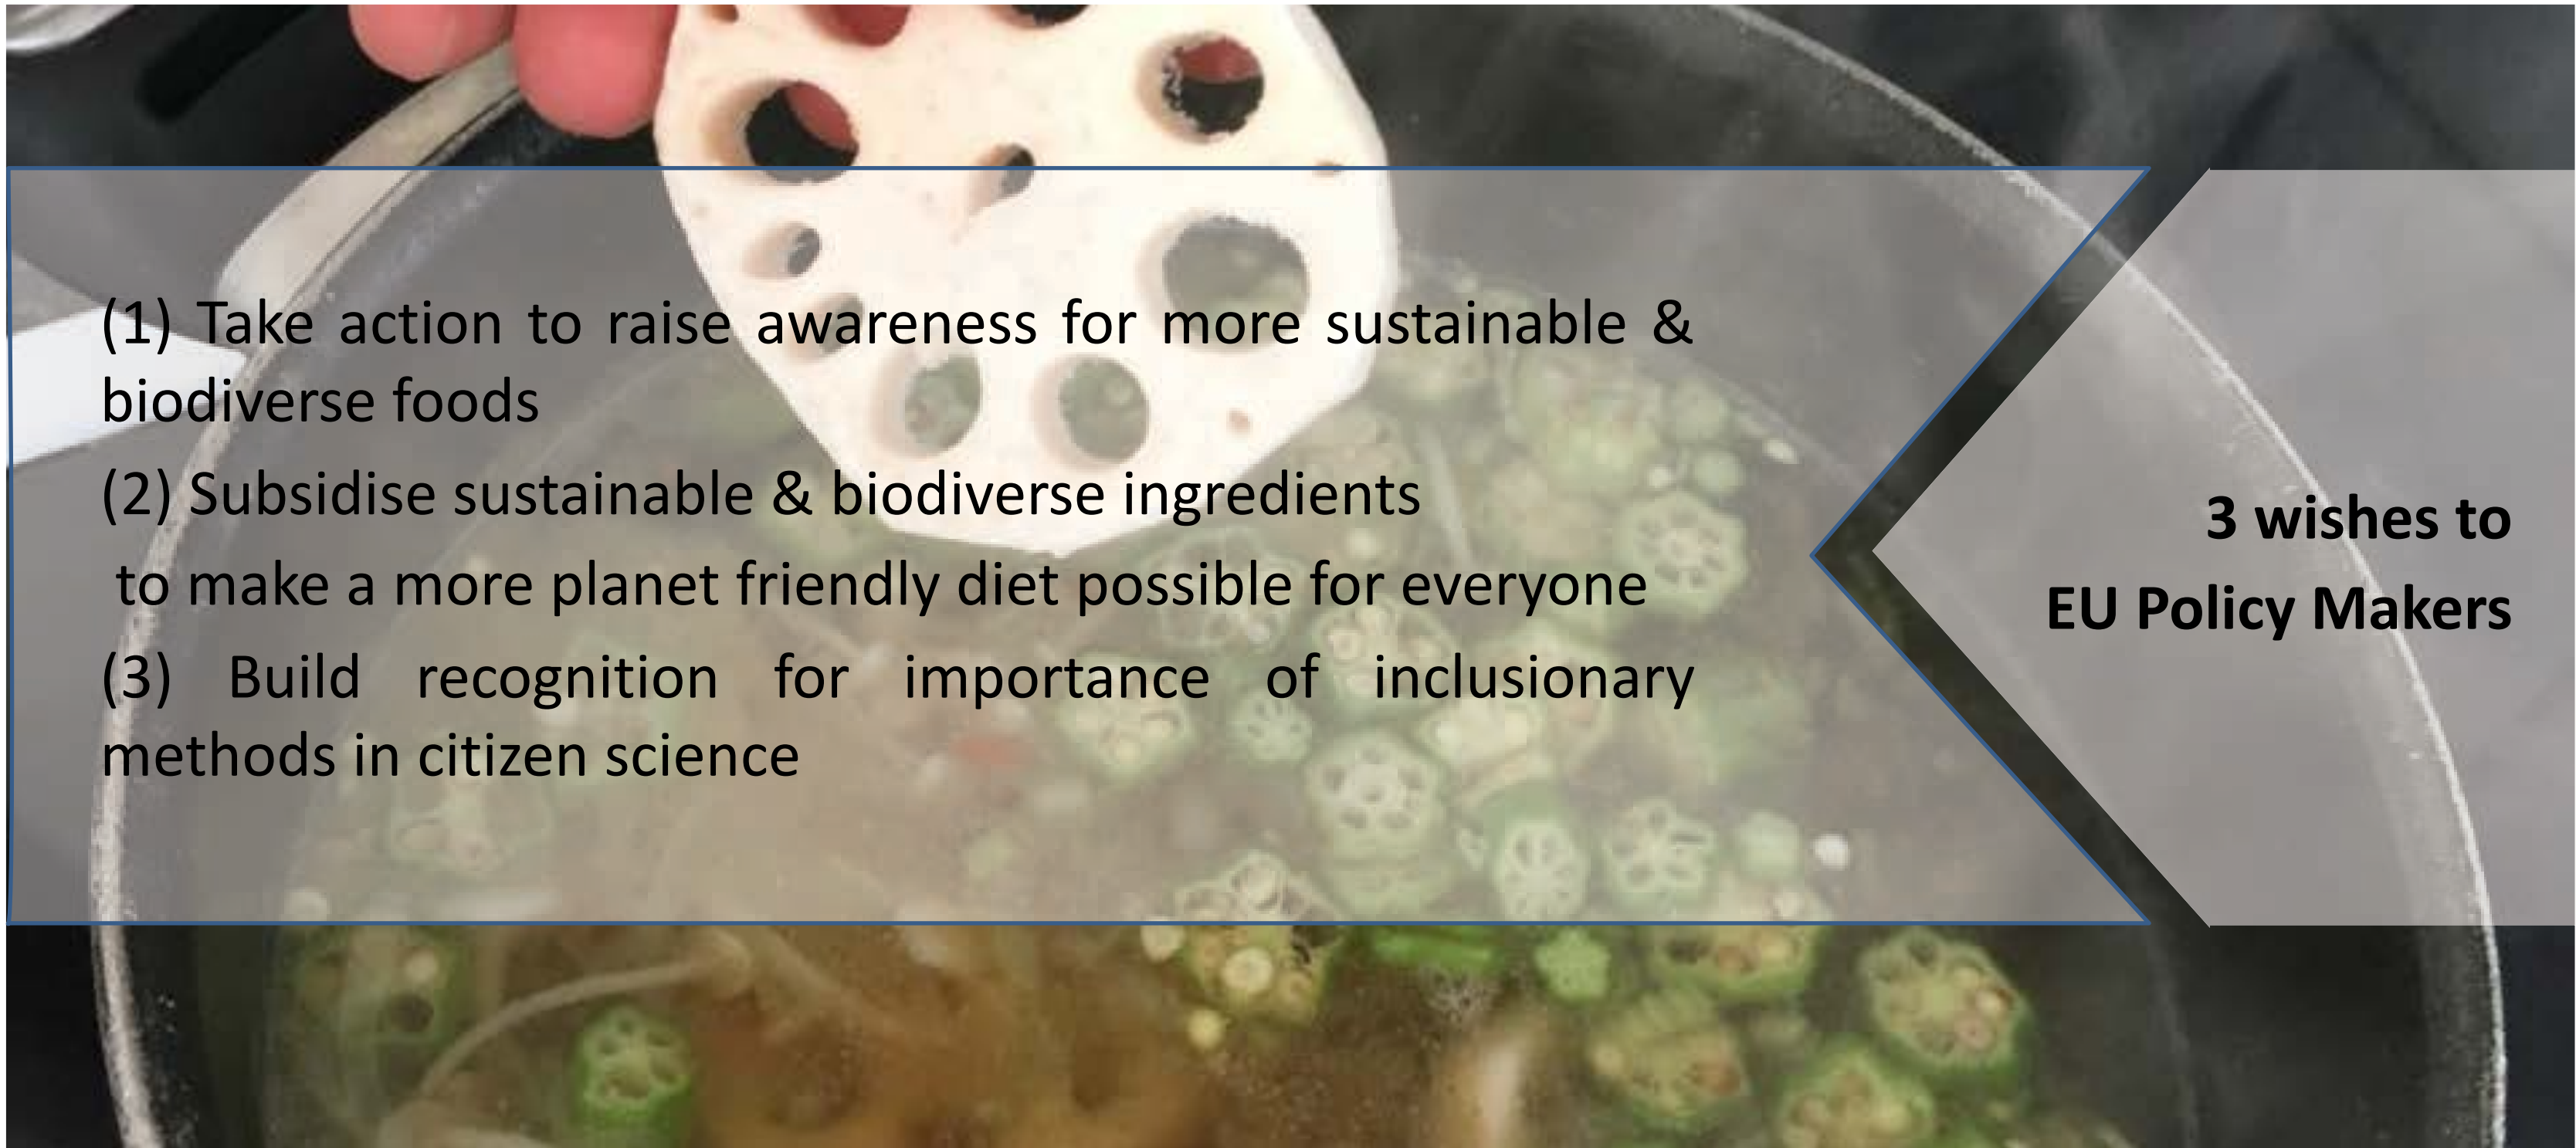 (1) Take action to raise awareness for more sustainable &
biodiverse foods
(2) Subsidise sustainable & biodiverse ingredients
to make a more planet friendly diet possible for everyone
(3) Build recognition for importance of inclusionary
methods in citizen science
3 wishes to
EU Policy Makers